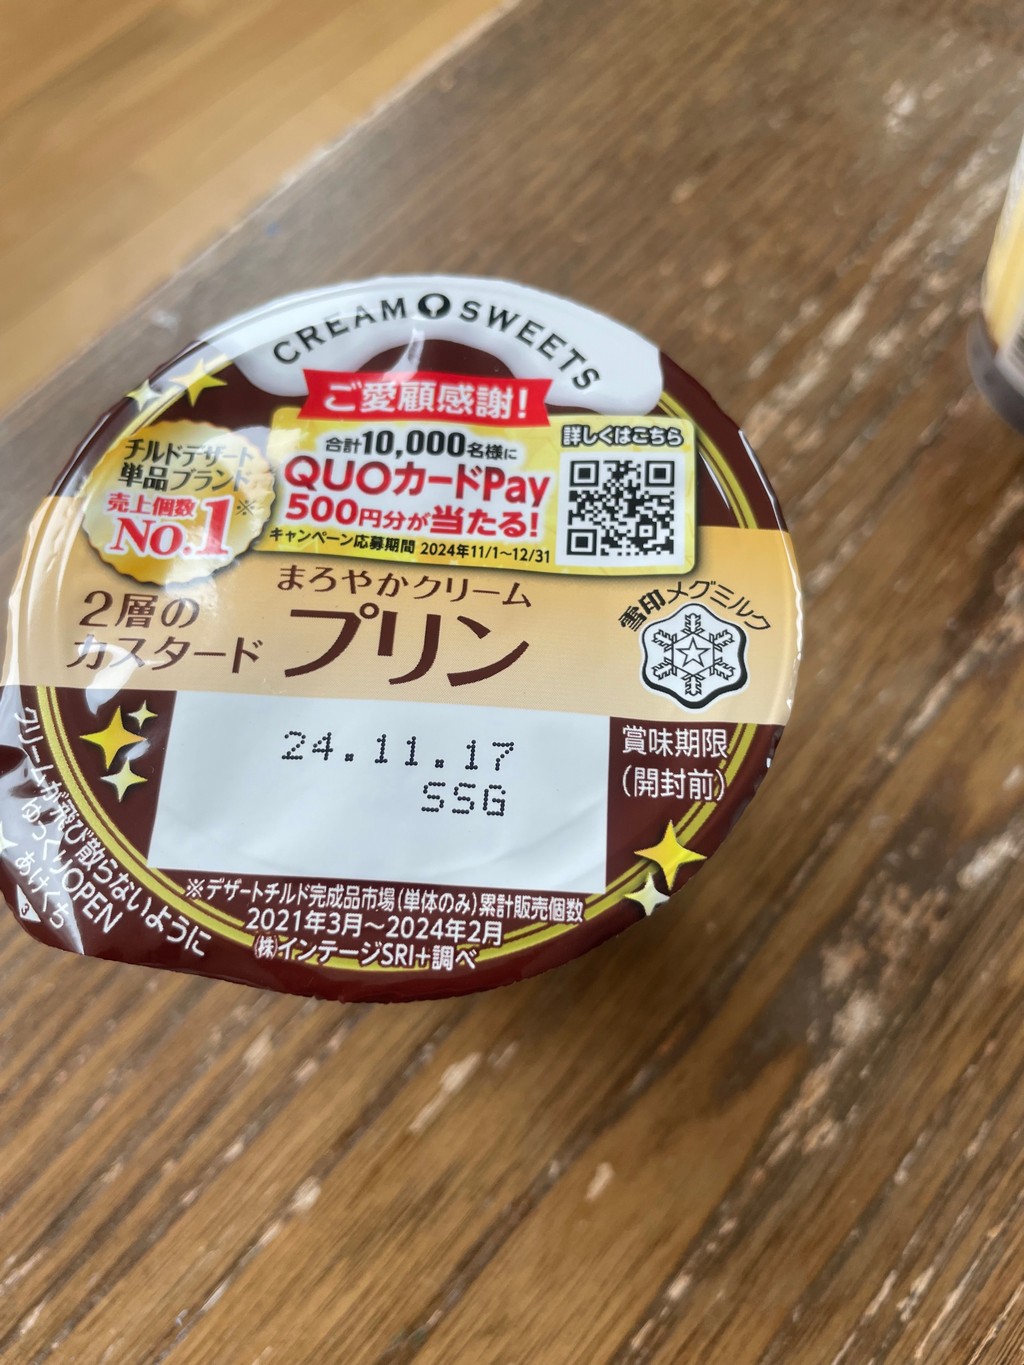 CREAM SWEETS
ご愛顧感謝!
チルドデザート
単品ブランド
売上個数※
No.1
合計10,000名様に
QUOカードPay
500円分が当たる!
キャンペーン応募期間 2024年11/1〜12/31
詳しくはこちら
まろやかクリーム
2層の
カスタード
プリン
雪印メグミルク
24.11.17
SSG
賞味期限
(開封前)
クリームが飛び散らないように
ゆっくりOPEN
あけくち
※デザートチルド完成品市場(単体のみ)累計販売個数
2021年3月〜2024年2月
(株)インテージSRI+調べ